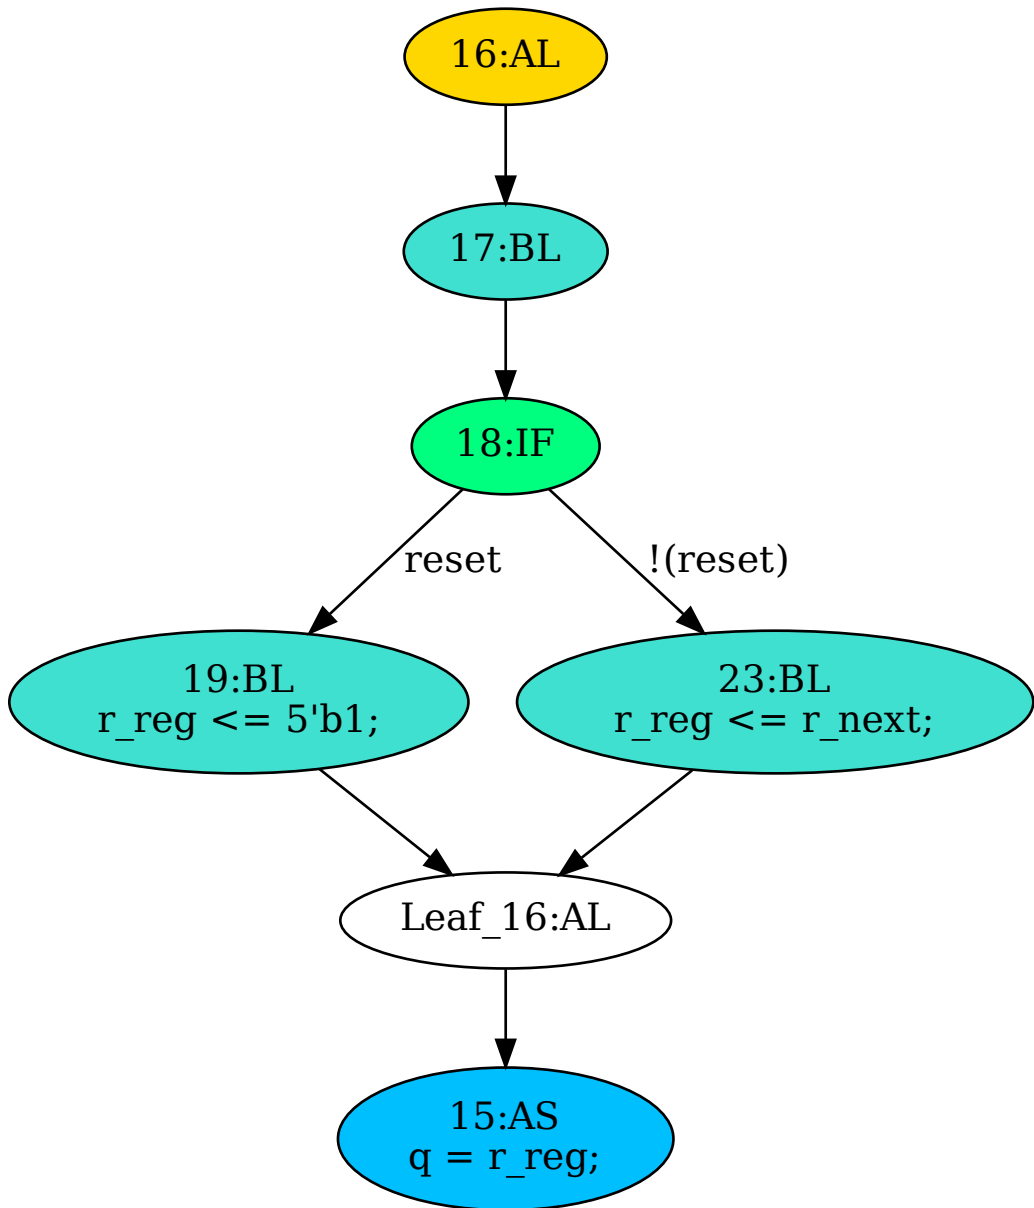 16:AL
17:BL
18:IF
reset
!(reset)
19:BL
r_reg <= 5'b1;
23:BL
r_reg <= r_next;
Leaf_16:AL
15:AS
q = r_reg;